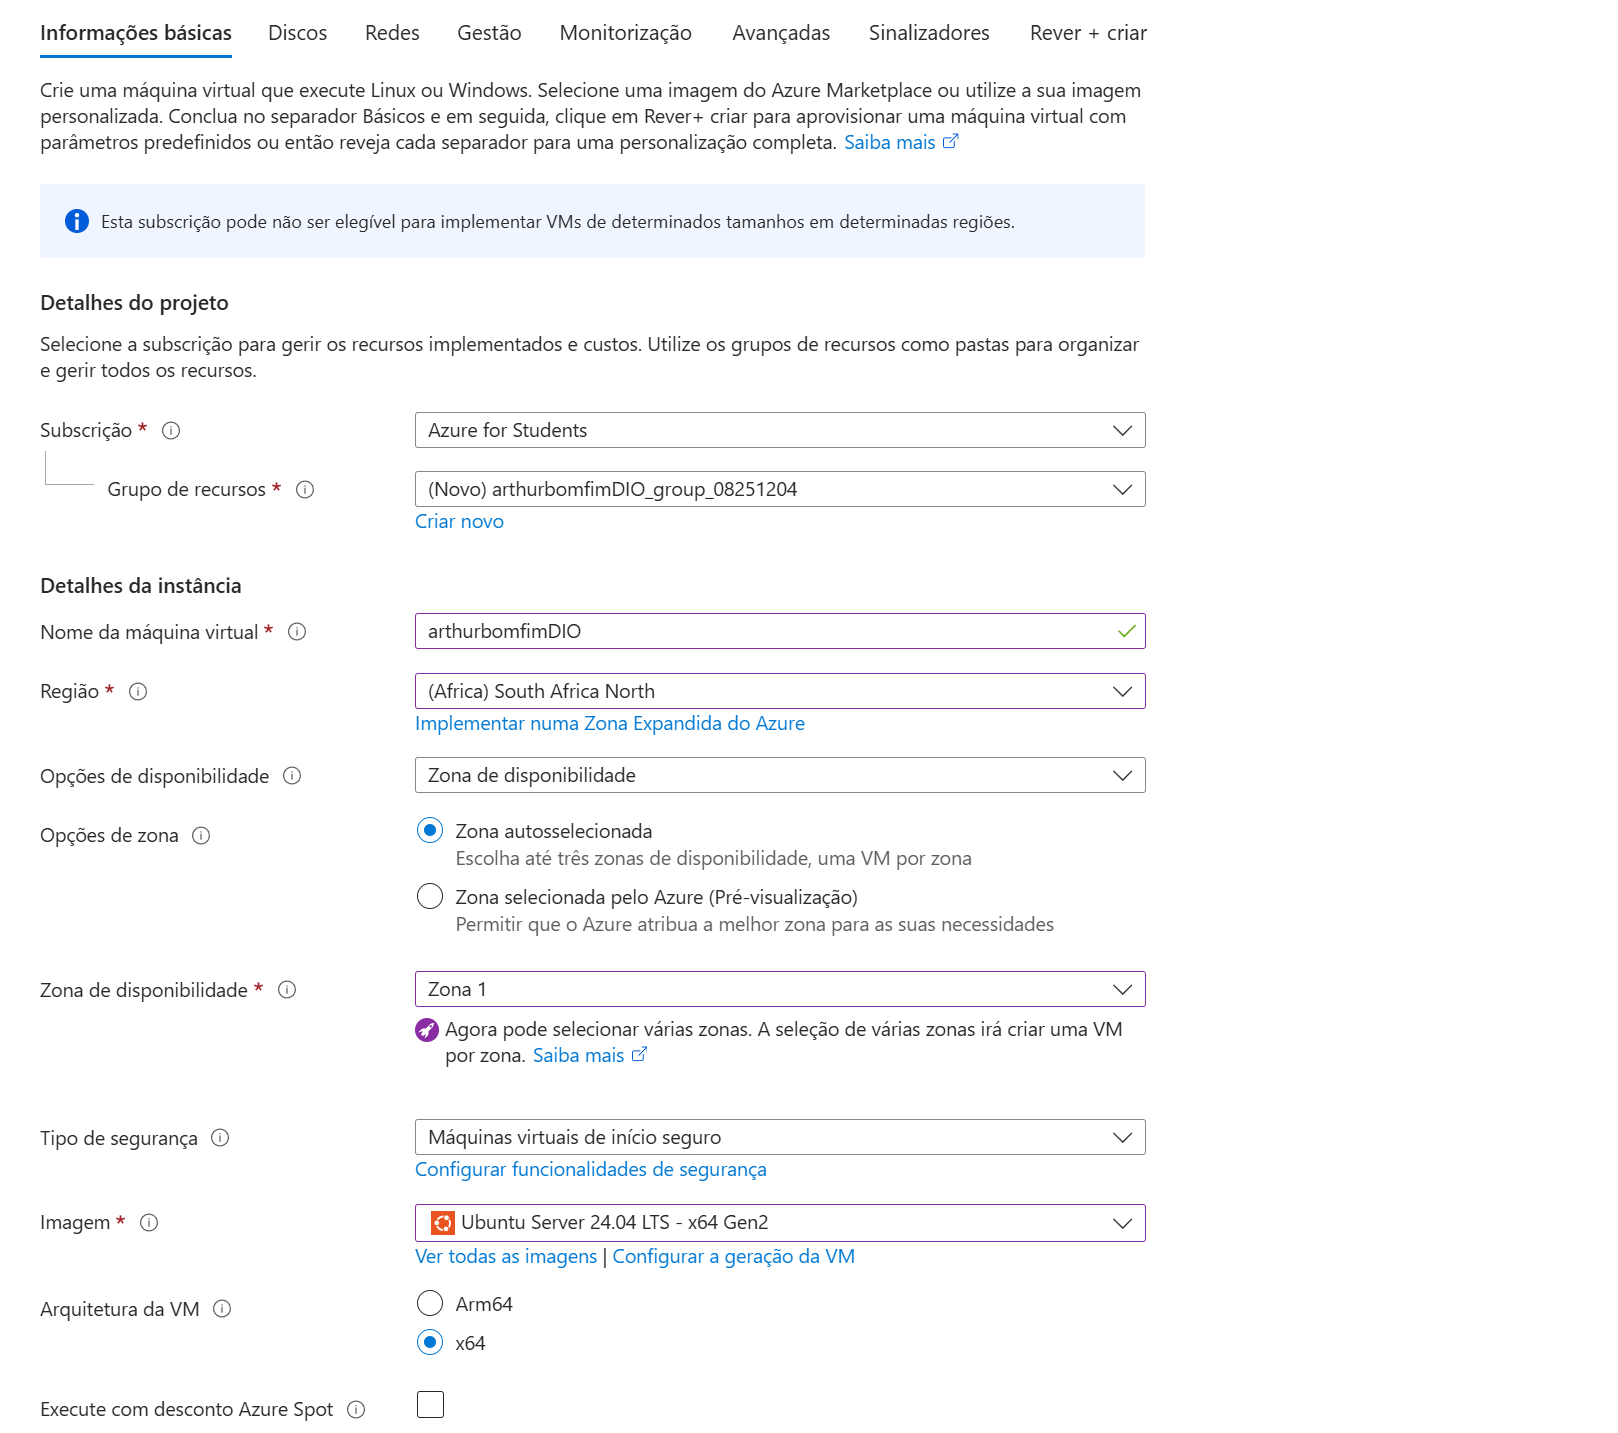 Informações básicas Discos Redes Gestão Monitorização Avançadas Sinalizadores Rever + criar
Crie uma máquina virtual que execute Linux ou Windows. Selecione uma imagem do Azure Marketplace ou utilize a sua imagem
personalizada. Conclua no separador Básicos e em seguida, clique em Rever+ criar para aprovisionar uma máquina virtual com
parâmetros predefinidos ou então reveja cada separador para uma personalização completa. Saiba mais
Esta subscrição pode não ser elegível para implementar VMs de determinados tamanhos em determinadas regiões.
Detalhes do projeto
Selecione a subscrição para gerir os recursos implementados e custos. Utilize os grupos de recursos como pastas para organizar
e gerir todos os recursos.
Subscrição * Azure for Students
Grupo de recursos * (Novo) arthurbomfimDIO_group_08251204
Criar novo
Detalhes da instância
Nome da máquina virtual * arthurbomfimDIO
Região * (Africa) South Africa North
Implementar numa Zona Expandida do Azure
Opções de disponibilidade Zona de disponibilidade
Opções de zona Zona autosselecionada
Escolha até três zonas de disponibilidade, uma VM por zona
Zona selecionada pelo Azure (Pré-visualização)
Permitir que o Azure atribua a melhor zona para as suas necessidades
Zona de disponibilidade * Zona 1
Agora pode selecionar várias zonas. A seleção de várias zonas irá criar uma VM
por zona. Saiba mais
Tipo de segurança Máquinas virtuais de início seguro
Configurar funcionalidades de segurança
Imagem * Ubuntu Server 24.04 LTS - x64 Gen2
Ver todas as imagens | Configurar a geração da VM
Arquitetura da VM Arm64
x64
Execute com desconto Azure Spot